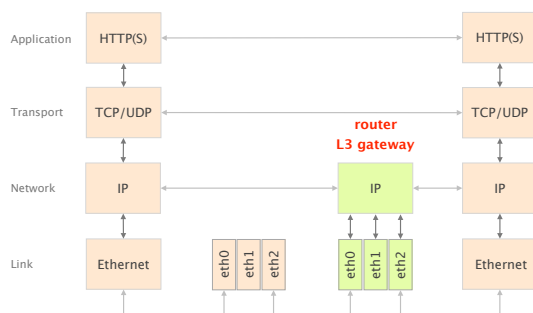 Application
HTTP(S)
HTTP(S)
Transport
TCP/UDP
TCP/UDP
router
L3 gateway
Network
IP
IP
IP
Link
Ethernet
eth0
eth1
eth2
eth0
eth1
eth2
Ethernet